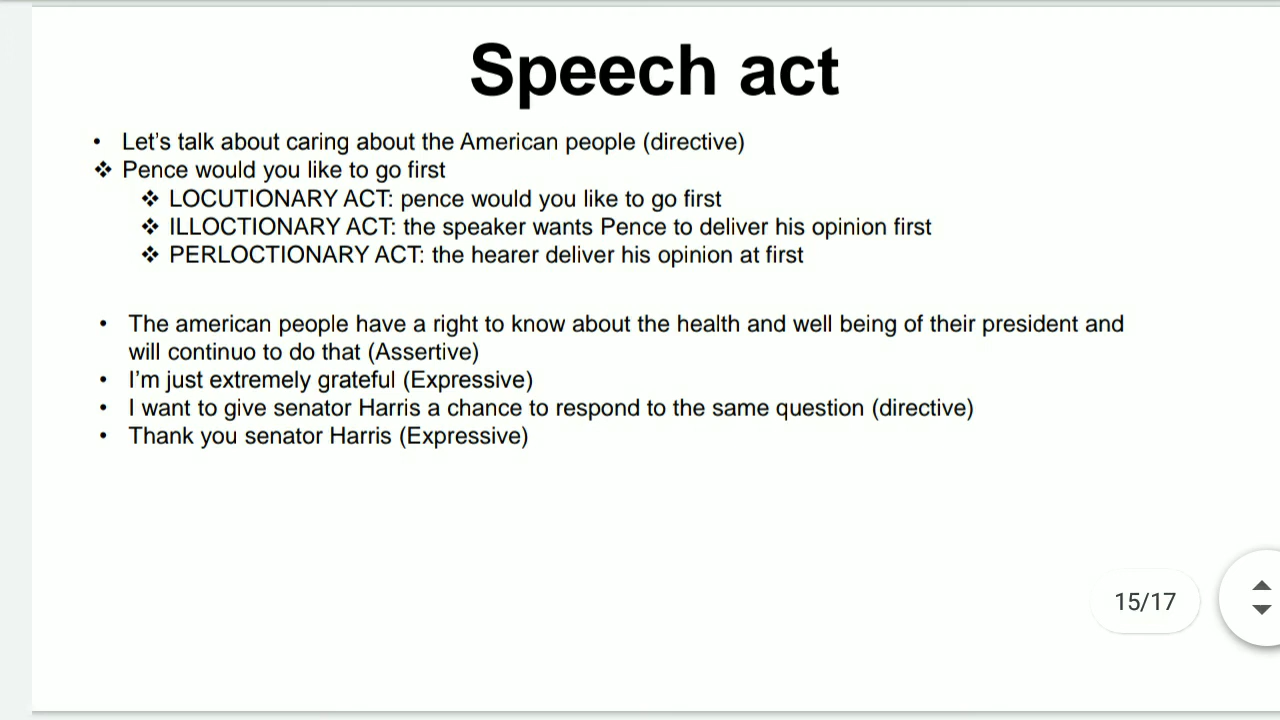 Speech act
• Let's talk about caring about the American people (directive)
❖ Pence would you like to go first
❖ LOCUTIONARY ACT: pence would you like to go first
❖ ILLOCTIONARY ACT: the speaker wants Pence to deliver his opinion first
❖ PERLOCTIONARY ACT: the hearer deliver his opinion at first
• The american people have a right to know about the health and well being of their president and
will continuo to do that (Assertive)
• I'm just extremely grateful (Expressive)
• I want to give senator Harris a chance to respond to the same question (directive)
• Thank you senator Harris (Expressive)
15/17